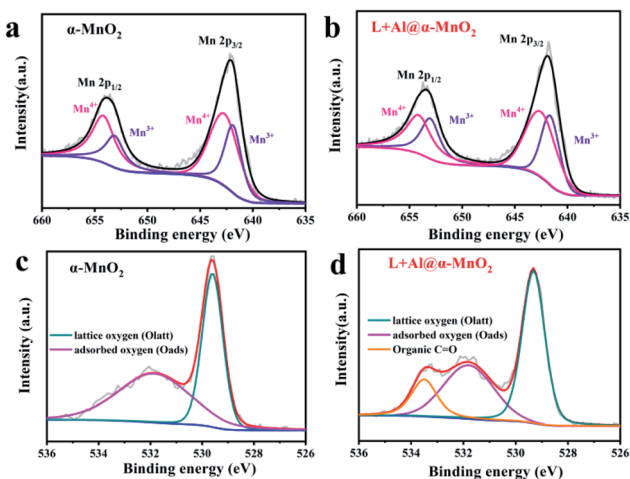 a
α-MnO₂
Mn 2p₃/₂
Mn 2p₁/₂
Mn⁴⁺
Mn³⁺
Mn⁴⁺
Mn³⁺
Intensity(a.u.)
660 655 650 645 640 635
Binding energy (eV)
b
L+Al@α-MnO₂
Mn 2p₃/₂
Mn 2p₁/₂
Mn⁴⁺
Mn³⁺
Mn⁴⁺
Mn³⁺
Intensity(a.u.)
660 655 650 645 640 635
Binding energy (eV)
c
α-MnO₂
lattice oxygen (Olatt)
adsorbed oxygen (Oads)
Intensity(a.u.)
536 534 532 530 528 526
Binding energy (eV)
d
L+Al@α-MnO₂
lattice oxygen (Olatt)
adsorbed oxygen (Oads)
Organic C=O
Intensity(a.u.)
536 534 532 530 528 526
Binding energy (eV)